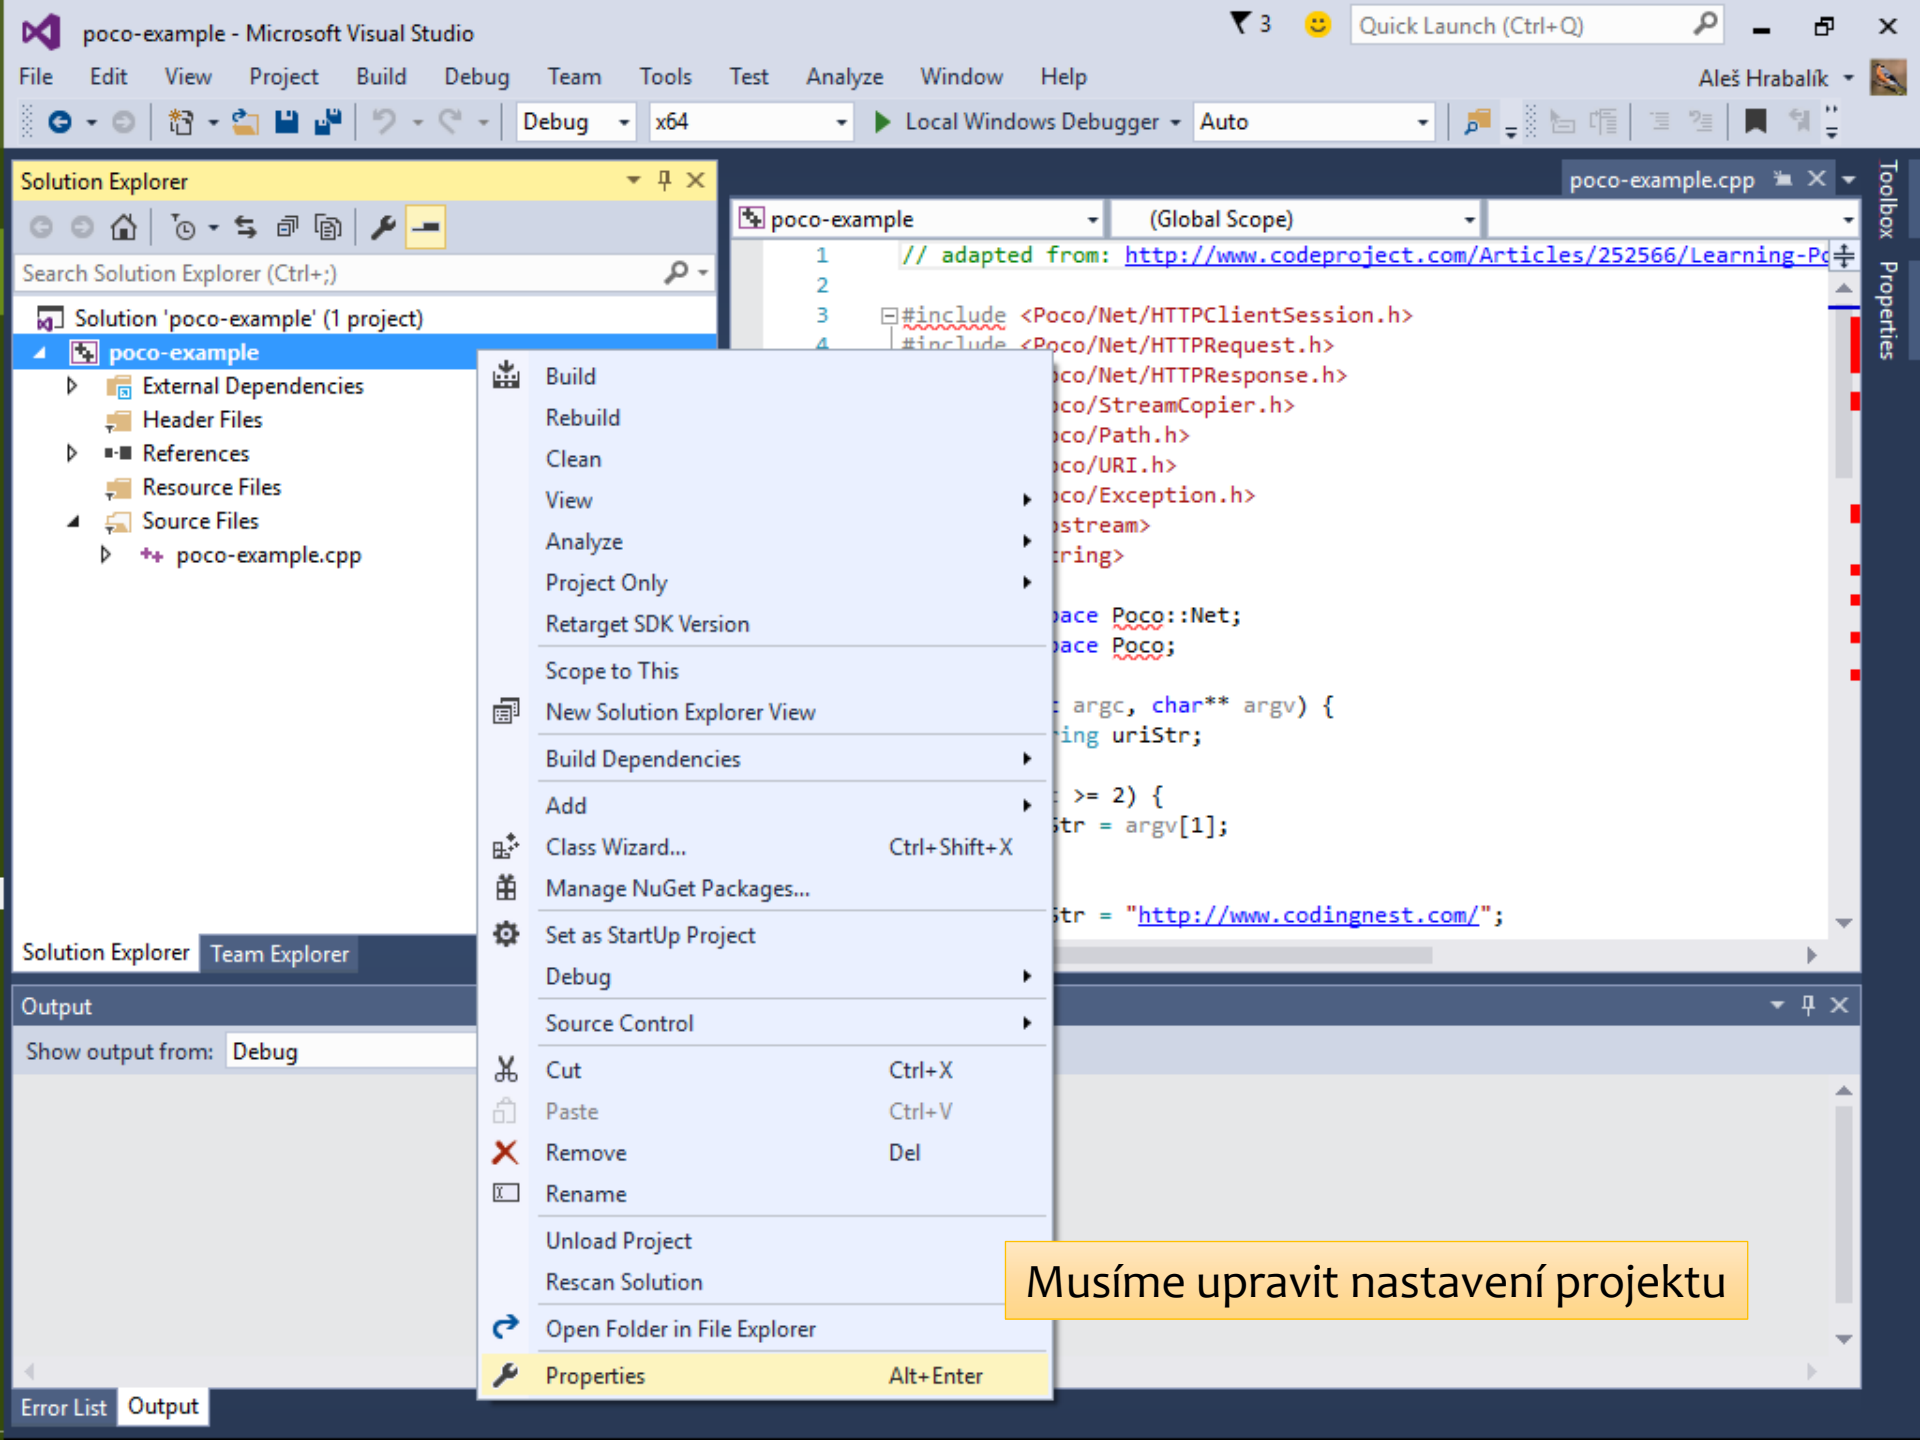 poco-example - Microsoft Visual Studio
3
Quick Launch (Ctrl+Q)
File Edit View Project Build Debug Team Tools Test Analyze Window Help
Aleš Hrabalík
Debug
x64
Local Windows Debugger
Auto
Solution Explorer
Search Solution Explorer (Ctrl+;)
Solution 'poco-example' (1 project)
poco-example
External Dependencies
Header Files
References
Resource Files
Source Files
poco-example.cpp
Solution Explorer
Team Explorer
poco-example.cpp
poco-example
(Global Scope)
1 // adapted from: http://www.codeproject.com/Articles/252566/Learning-Po
2
3 #include <Poco/Net/HTTPClientSession.h>
4 #include <Poco/Net/HTTPRequest.h>
oco/Net/HTTPResponse.h>
oco/StreamCopier.h>
oco/Path.h>
oco/URI.h>
oco/Exception.h>
ostream>
tring>
pace Poco::Net;
pace Poco;
t argc, char** argv) {
ring uriStr;
c >= 2) {
Str = argv[1];
Str = "http://www.codingnest.com/";
Toolbox
Properties
Build
Rebuild
Clean
View
Analyze
Project Only
Retarget SDK Version
Scope to This
New Solution Explorer View
Build Dependencies
Add
Class Wizard... Ctrl+Shift+X
Manage NuGet Packages...
Set as StartUp Project
Debug
Source Control
Cut Ctrl+X
Paste Ctrl+V
Remove Del
Rename
Unload Project
Rescan Solution
Open Folder in File Explorer
Properties Alt+Enter
Output
Show output from: Debug
Musíme upravit nastavení projektu
Error List
Output